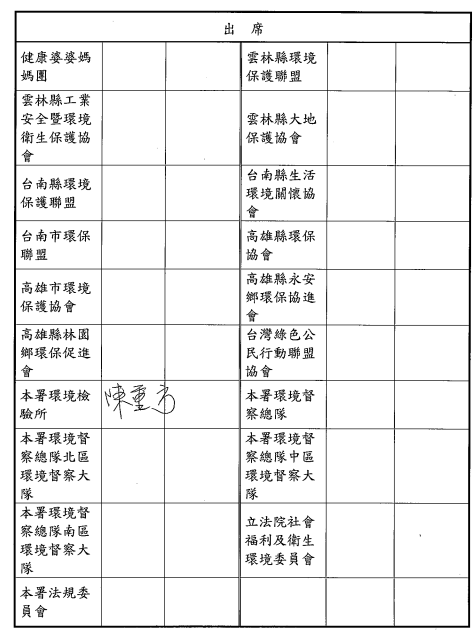 出 席
健康婆婆媽
媽團
雲林縣環境
保護聯盟
雲林縣工業
安全暨環境
衛生保護協
會
雲林縣大地
保護協會
台南縣環境
保護聯盟
台南縣生活
環境關懷協
會
台南市環保
聯盟
高雄縣環保
協會
高雄市環境
保護協會
高雄縣永安
鄉環保協進
會
高雄縣林園
鄉環保促進
會
台灣綠色公
民行動聯盟
協會
本署環境檢
驗所
陳重方
本署環境督
察總隊
本署環境督
察總隊北區
環境督察大
隊
本署環境督
察總隊中區
環境督察大
隊
本署環境督
察總隊南區
環境督察大
隊
立法院社會
福利及衛生
環境委員會
本署法規委
員會